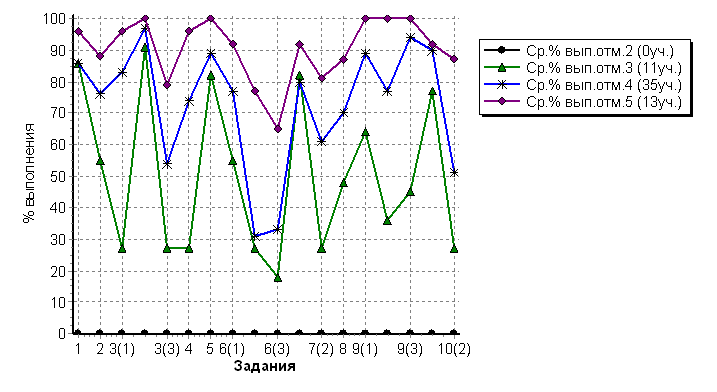 100
90
80
70
60
50
40
30
20
10
0
% выполнения
1 2 3(1) 3(3) 4 5 6(1) 6(3) 7(2) 8 9(1) 9(3) 10(2)
Задания
Ср.% вып.отм.2 (0уч.)
Ср.% вып.отм.3 (11уч.)
Ср.% вып.отм.4 (35уч.)
Ср.% вып.отм.5 (13уч.)